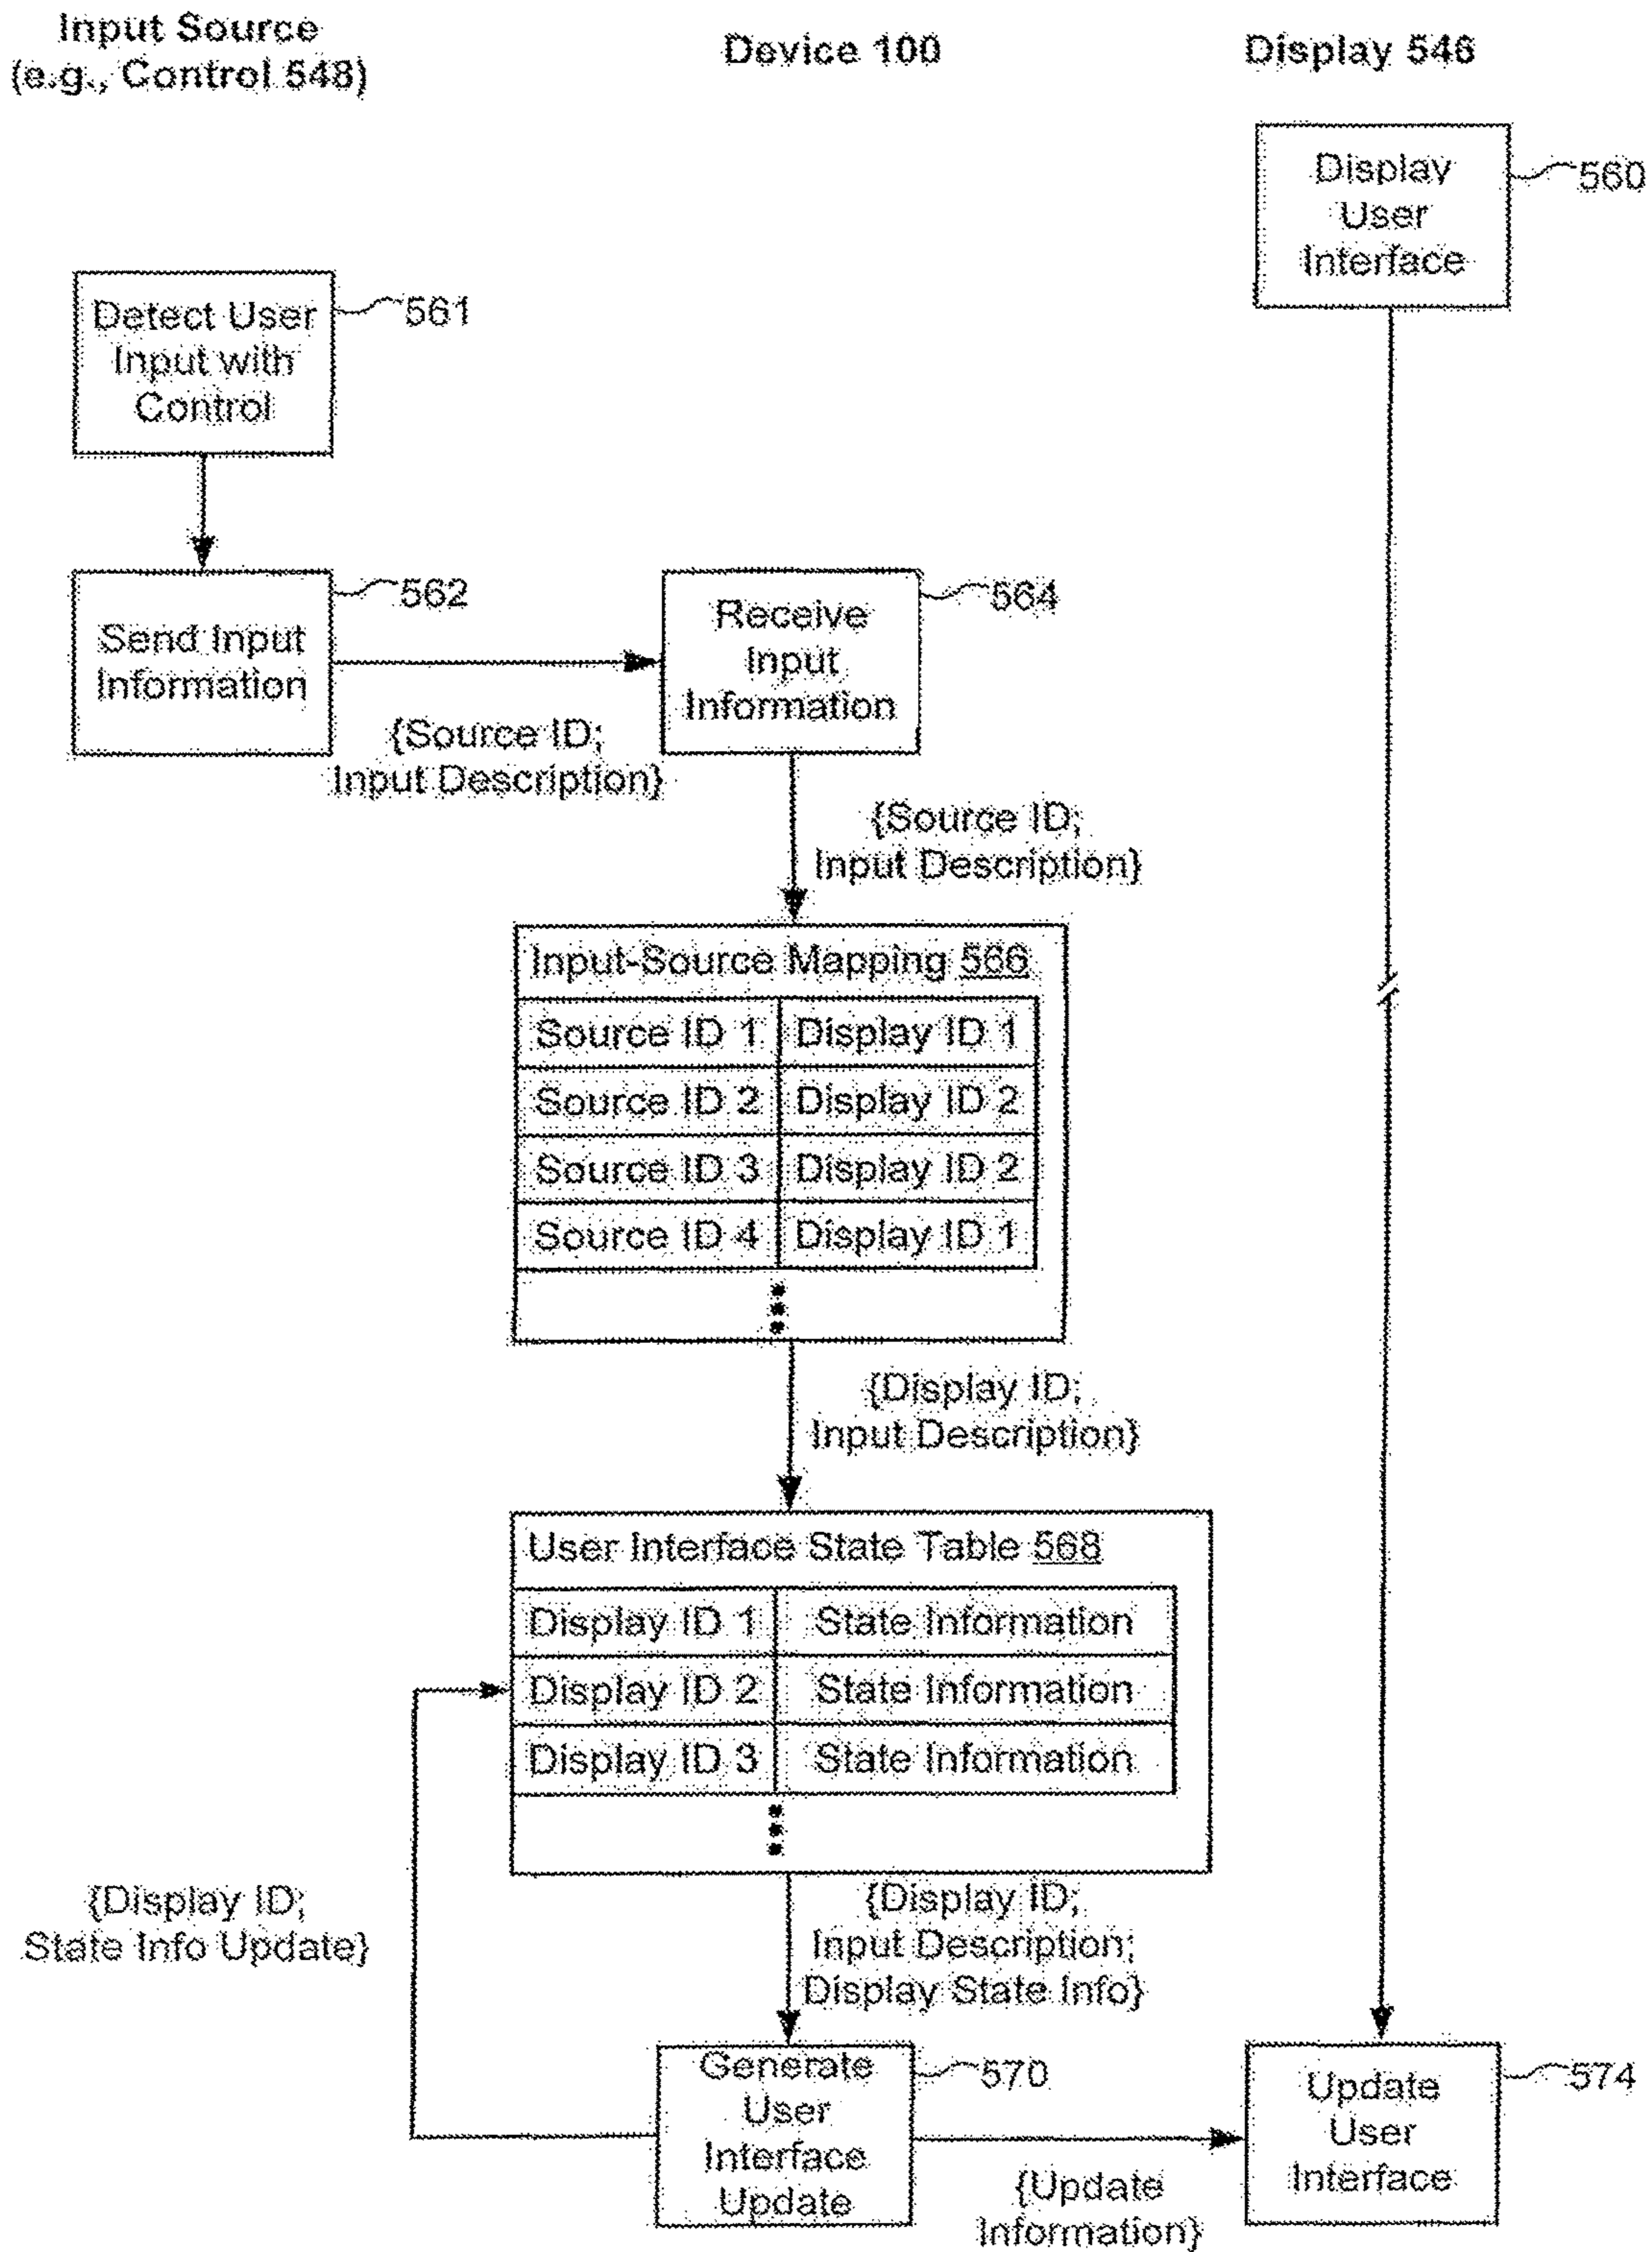 Input Source
(e.g., Control 548)
Device 100
Display 546
Display
User
Interface
560
Detect User
Input with
Control
561
Send Input
Information
562
{Source ID;
Input Description}
Receive
Input
Information
564
{Source ID;
Input Description}
Input-Source Mapping 566
Source ID 1 Display ID 1
Source ID 2 Display ID 2
Source ID 3 Display ID 2
Source ID 4 Display ID 1
{Display ID;
Input Description}
User Interface State Table 568
Display ID 1 State Information
Display ID 2 State Information
Display ID 3 State Information
{Display ID;
State Info Update}
{Display ID;
Input Description;
Display State Info}
Generate
User
Interface
Update
570
{Update
Information}
Update
User
Interface
574